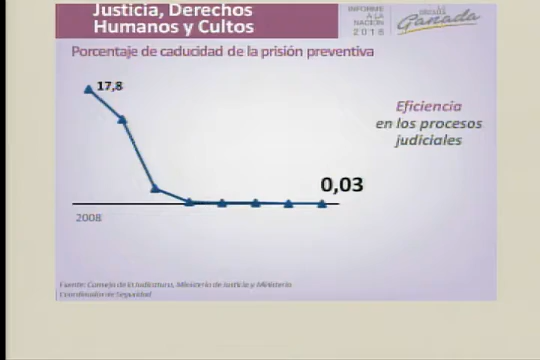 Justicia, Derechos
Humanos y Cultos
INFORME
A LA
NACIÓN
2015
Ganada
Porcentaje de caducidad de la prisión preventiva
17,8
Eficiencia
en los procesos
judiciales
0,03
2008
Fuente: Consejo de la Judicatura, Ministerio de Justicia y Ministerio
Coordinador de Seguridad